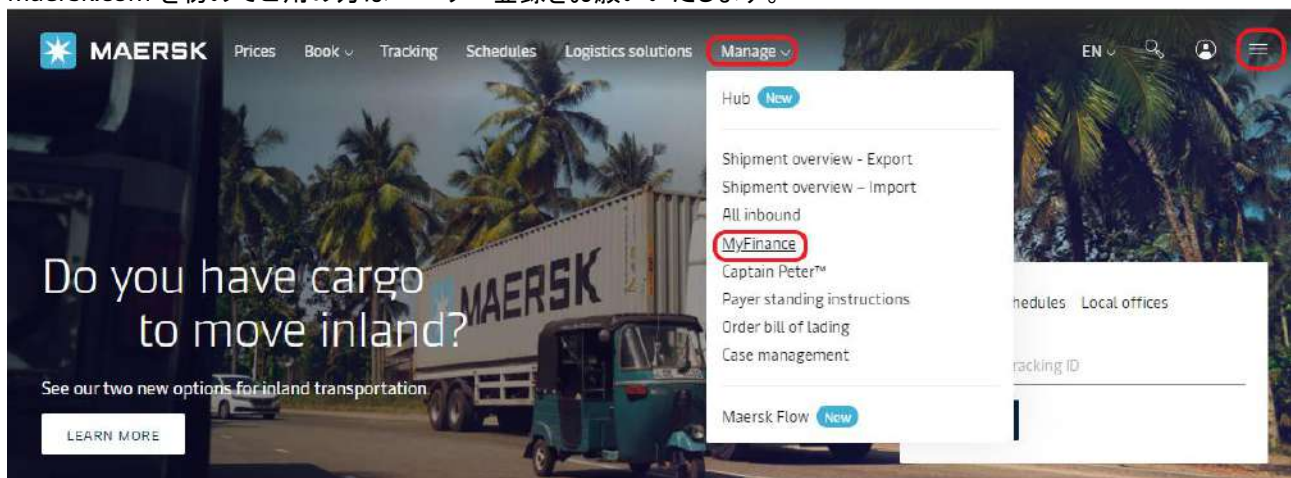 MAERSK Prices Book Tracking Schedules Logistics solutions Manage EN
Hub New
Shipment overview - Export
Shipment overview – Import
All inbound
MyFinance
Captain Peter™
Payer standing instructions
Order bill of lading
Case management
Maersk Flow New
Do you have cargo
to move inland?
See our two new options for inland transportation
LEARN MORE
MAERSK
hedules Local offices
racking ID